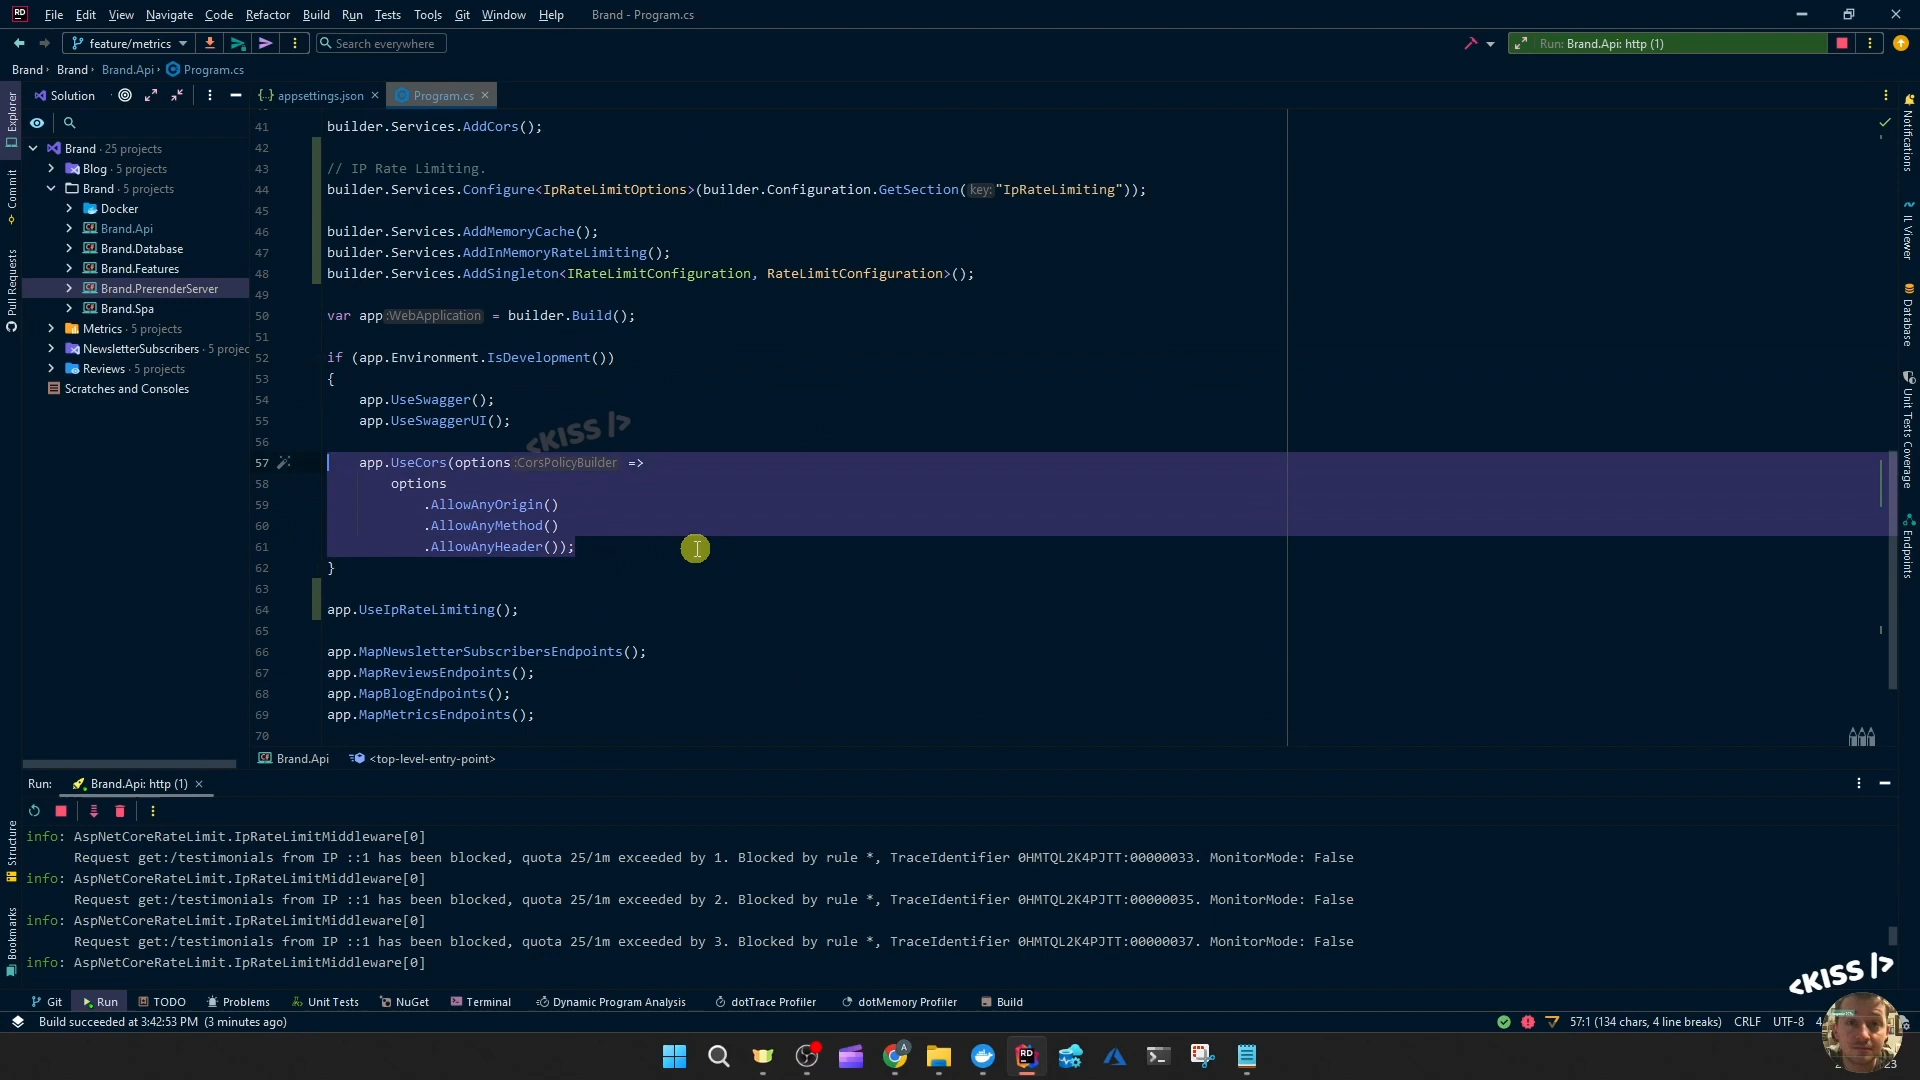 File Edit View Navigate Code Refactor Build Run Tests Tools Git Window Help Brand - Program.cs
feature/metrics Search everywhere Run: Brand.Api: http (1)
Brand Brand Brand.Api Program.cs
Solution appsettings.json Program.cs
41 builder.Services.AddCors();
42
43 // IP Rate Limiting.
44 builder.Services.Configure<IpRateLimitOptions>(builder.Configuration.GetSection( key: "IpRateLimiting"));
45
46 builder.Services.AddMemoryCache();
47 builder.Services.AddInMemoryRateLimiting();
48 builder.Services.AddSingleton<IRateLimitConfiguration, RateLimitConfiguration>();
49
50 var app :WebApplication = builder.Build();
51
52 if (app.Environment.IsDevelopment())
53 {
54 app.UseSwagger();
55 app.UseSwaggerUI();
56
57 app.UseCors(options :CorsPolicyBuilder =>
58 options
59 .AllowAnyOrigin()
60 .AllowAnyMethod()
61 .AllowAnyHeader());
62 }
63
64 app.UseIpRateLimiting();
65
66 app.MapNewsletterSubscribersEndpoints();
67 app.MapReviewsEndpoints();
68 app.MapBlogEndpoints();
69 app.MapMetricsEndpoints();
70
<KISS />
Brand · 25 projects
Blog · 5 projects
Brand · 5 projects
Docker
Brand.Api
Brand.Database
Brand.Features
Brand.PrerenderServer
Brand.Spa
Metrics · 5 projects
NewsletterSubscribers · 5 projec
Reviews · 5 projects
Scratches and Consoles
Explorer
Commit
Pull Requests
Structure
Bookmarks
Notifications
IL Viewer
Database
Unit Tests Coverage
Endpoints
Brand.Api <top-level-entry-point>
Run: Brand.Api: http (1)
info: AspNetCoreRateLimit.IpRateLimitMiddleware[0]
Request get:/testimonials from IP ::1 has been blocked, quota 25/1m exceeded by 1. Blocked by rule *, TraceIdentifier 0HMTQL2K4PJTT:00000033. MonitorMode: False
info: AspNetCoreRateLimit.IpRateLimitMiddleware[0]
Request get:/testimonials from IP ::1 has been blocked, quota 25/1m exceeded by 2. Blocked by rule *, TraceIdentifier 0HMTQL2K4PJTT:00000035. MonitorMode: False
info: AspNetCoreRateLimit.IpRateLimitMiddleware[0]
Request get:/testimonials from IP ::1 has been blocked, quota 25/1m exceeded by 3. Blocked by rule *, TraceIdentifier 0HMTQL2K4PJTT:00000037. MonitorMode: False
info: AspNetCoreRateLimit.IpRateLimitMiddleware[0]
<KISS />
Git Run TODO Problems Unit Tests NuGet Terminal Dynamic Program Analysis dotTrace Profiler dotMemory Profiler Build
Build succeeded at 3:42:53 PM (3 minutes ago) 57:1 (134 chars, 4 line breaks) CRLF UTF-8